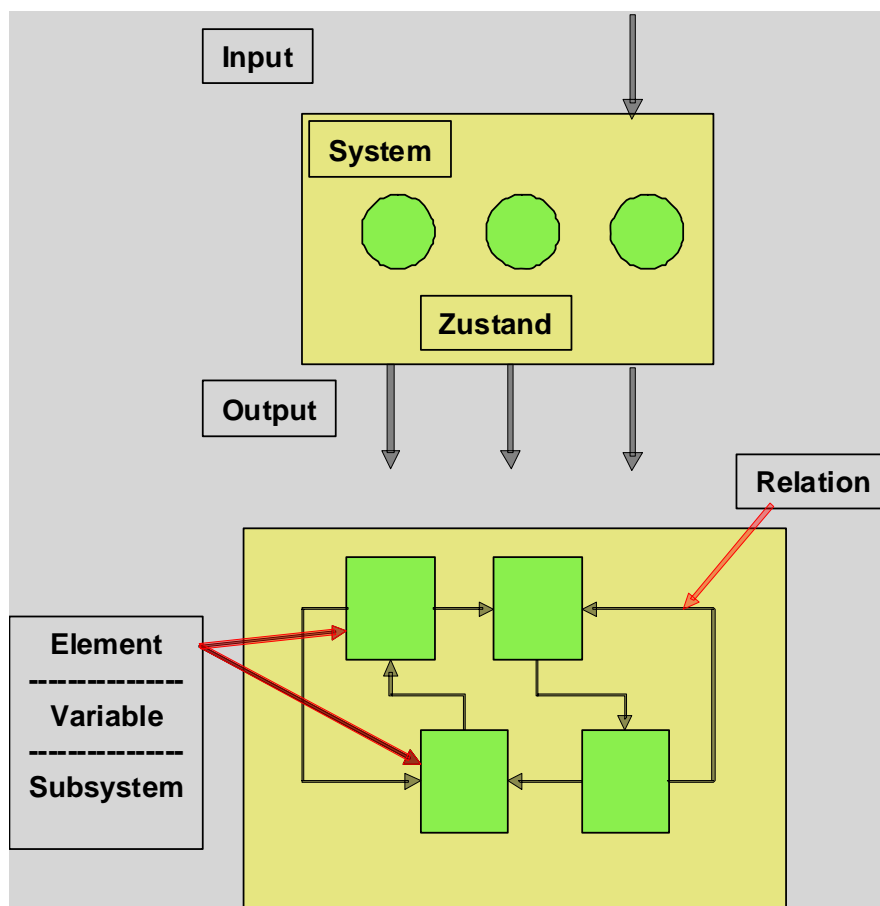 Input
System
Zustand
Output
Relation
Element
----------------
Variable
----------------
Subsystem